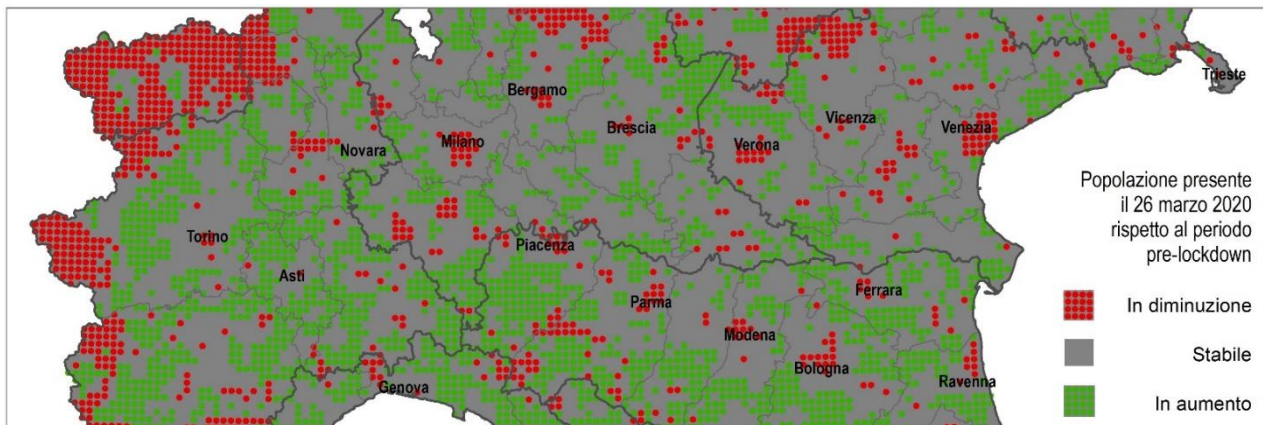 Trieste
Bergamo
Brescia
Vicenza
Venezia
Milano
Novara
Verona
Popolazione presente
il 26 marzo 2020
rispetto al periodo
pre-lockdown
Torino
Piacenza
Asti
Parma
Ferrara
In diminuzione
Modena
Stabile
Bologna
Genova
Ravenna
In aumento